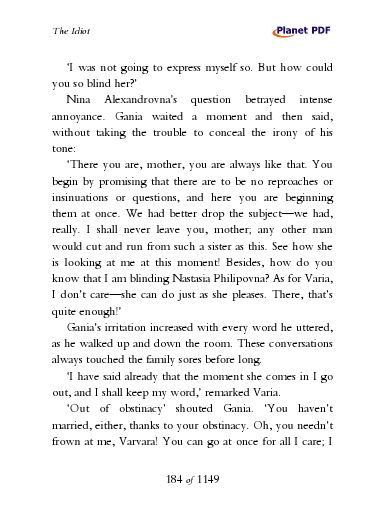 The Idiot
Planet PDF
‘I was not going to express myself so. But how could
you so blind her?’
Nina Alexandrovna’s question betrayed intense
annoyance. Gania waited a moment and then said,
without taking the trouble to conceal the irony of his
tone:
‘There you are, mother, you are always like that. You
begin by promising that there are to be no reproaches or
insinuations or questions, and here you are beginning
them at once. We had better drop the subject—we had,
really. I shall never leave you, mother; any other man
would cut and run from such a sister as this. See how she
is looking at me at this moment! Besides, how do you
know that I am blinding Nastasia Philipovna? As for Varia,
I don’t care—she can do just as she pleases. There, that’s
quite enough!’
Gania’s irritation increased with every word he uttered,
as he walked up and down the room. These conversations
always touched the family sores before long.
‘I have said already that the moment she comes in I go
out, and I shall keep my word,’ remarked Varia.
‘Out of obstinacy’ shouted Gania. ‘You haven’t
married, either, thanks to your obstinacy. Oh, you needn’t
frown at me, Varvara! You can go at once for all I care; I
184 of 1149